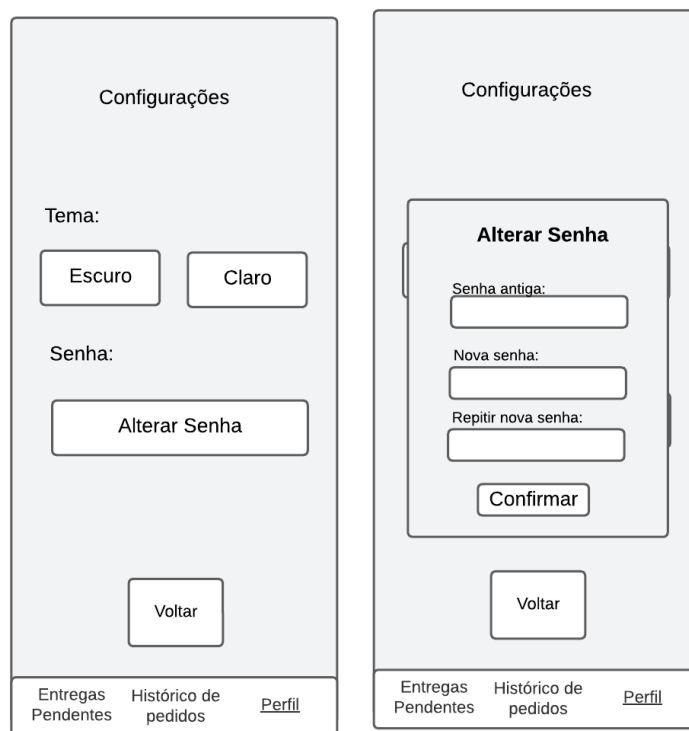 Configurações
Tema:
Escuro
Claro
Senha:
Alterar Senha
Voltar
Entregas
Pendentes
Histórico de
pedidos
Perfil
Configurações
Alterar Senha
Senha antiga:
Nova senha:
Repitir nova senha:
Confirmar
Voltar
Entregas
Pendentes
Histórico de
pedidos
Perfil